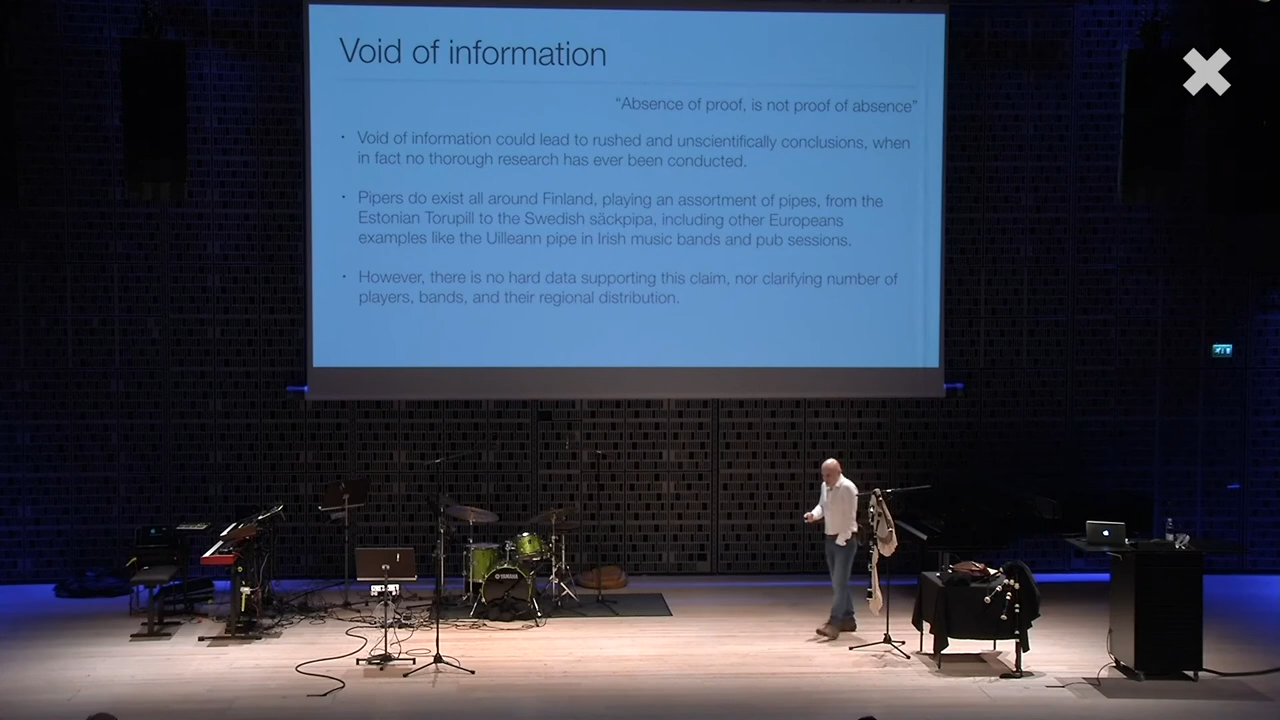 Void of information
“Absence of proof, is not proof of absence”
• Void of information could lead to rushed and unscientifically conclusions, when
in fact no thorough research has ever been conducted.
• Pipers do exist all around Finland, playing an assortment of pipes, from the
Estonian Torupill to the Swedish säckpipa, including other Europeans
examples like the Uilleann pipe in Irish music bands and pub sessions.
• However, there is no hard data supporting this claim, nor clarifying number of
players, bands, and their regional distribution.
YAMAHA